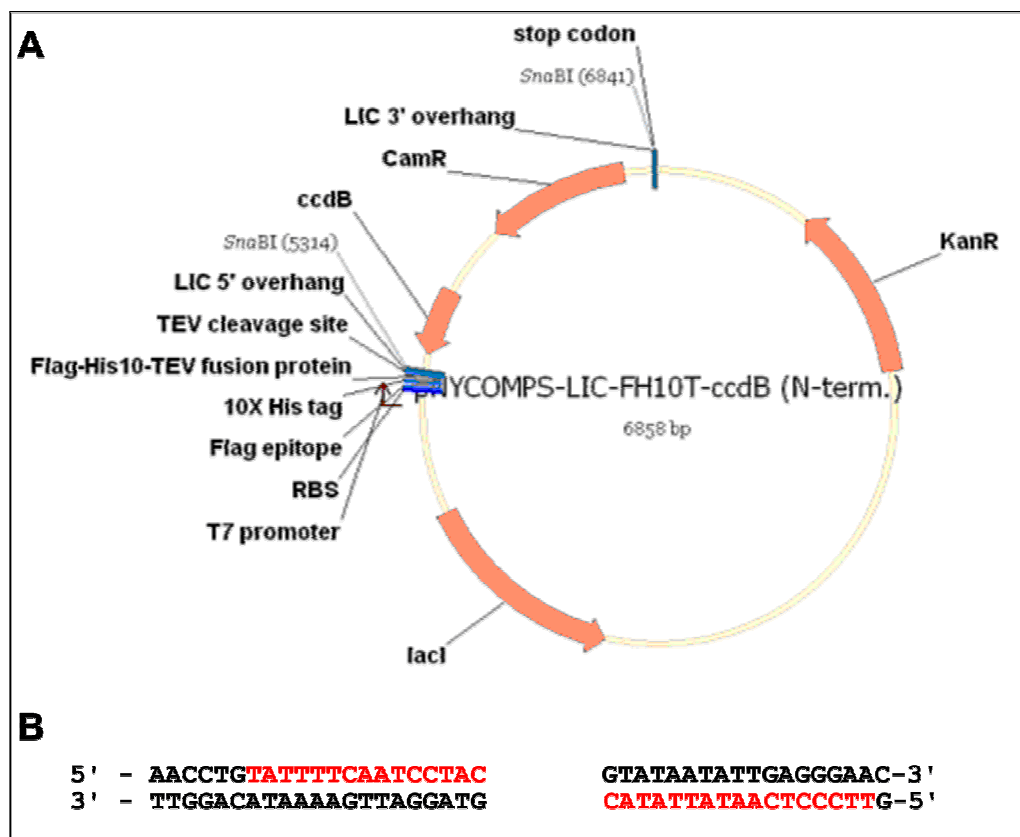 A
stop codon
SnaBI (6841)
LIC 3' overhang
CamR
ccdB
KanR
SnaBI (5314)
LIC 5' overhang
TEV cleavage site
Flag-His10-TEV fusion protein
NYCOMPS-LIC-FH10T-ccdB (N-term.)
10X His tag
6858 bp
Flag epitope
RBS
T7 promoter
lacI
B
5' - AACCTGTATTTTCAATCCTAC GTATAATATTGAGGGAAC-3'
3' - TTGGACATAAAAGTTAGGATG CATATTATAACTCCCTTG-5'